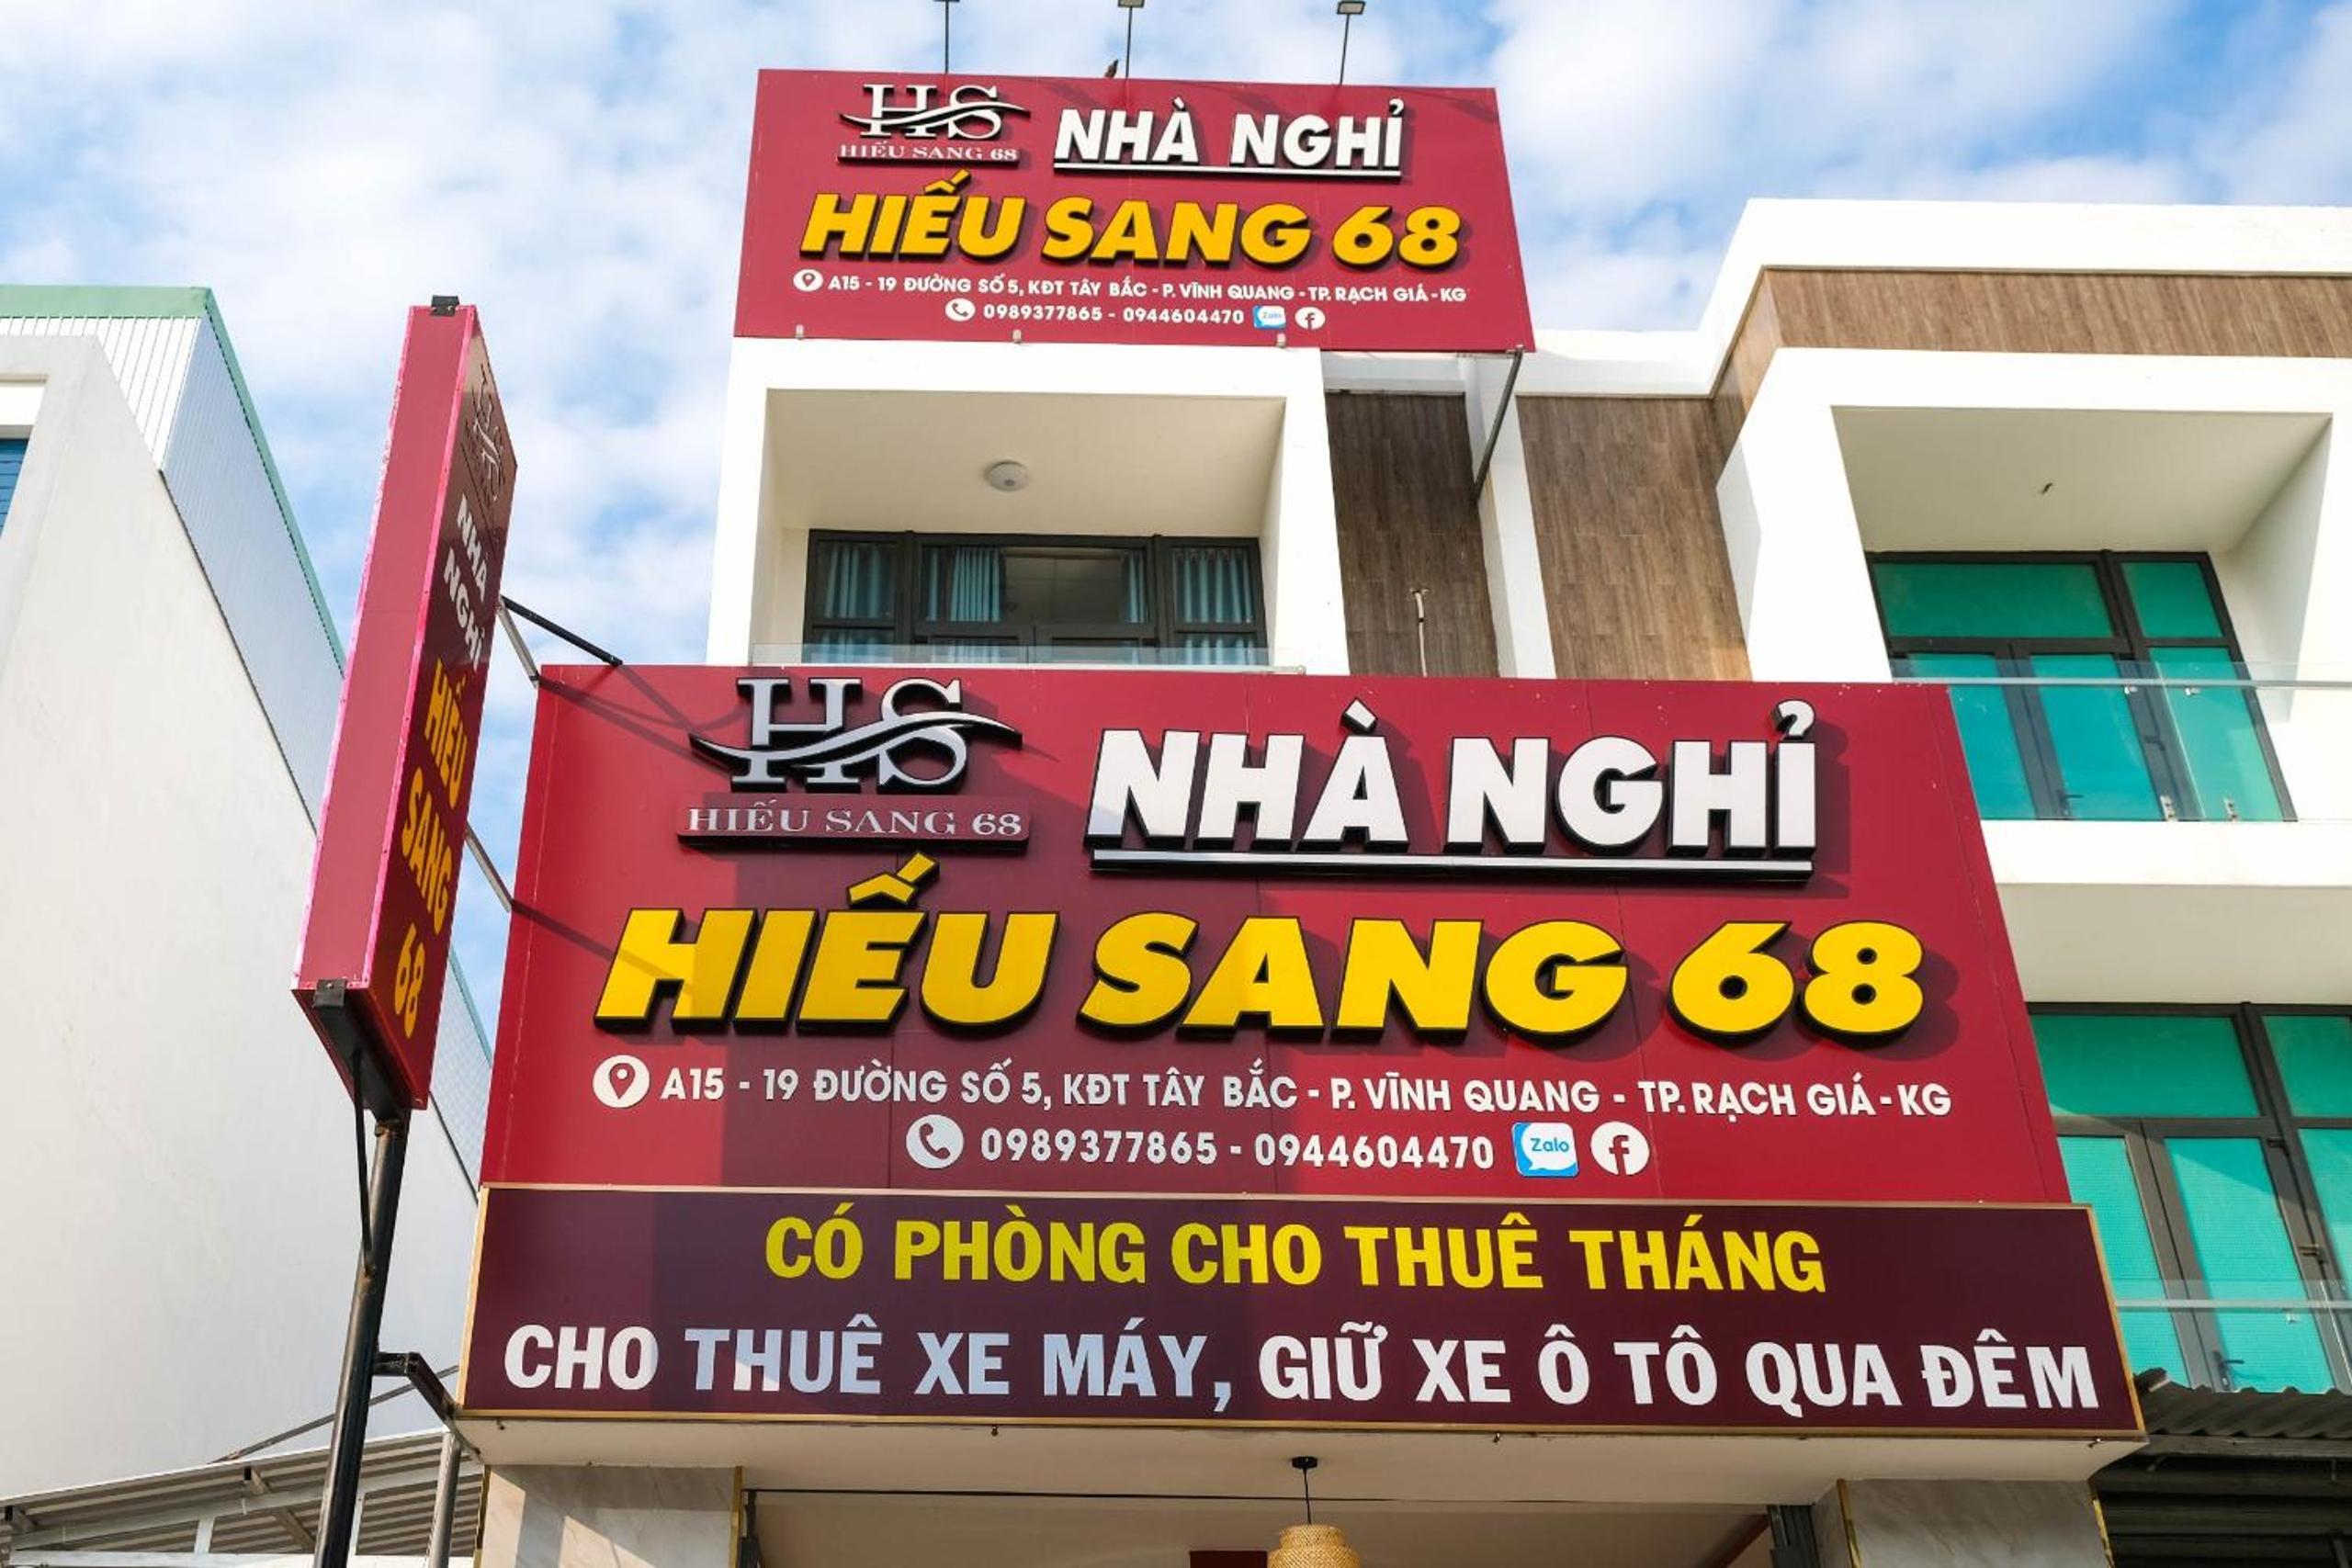 HS
HIẾU SANG 68
NHÀ NGHỈ
HIẾU SANG 68
A15 - 19 ĐƯỜNG SỐ 5, KĐT TÂY BẮC - P. VĨNH QUANG - TP. RẠCH GIÁ - KG
0989377865 - 0944604470 Zalo f
HS
NHÀ NGHỈ
HIẾU SANG 68
HS
HIẾU SANG 68
NHÀ NGHỈ
HIẾU SANG 68
A15 - 19 ĐƯỜNG SỐ 5, KĐT TÂY BẮC - P. VĨNH QUANG - TP. RẠCH GIÁ - KG
0989377865 - 0944604470 Zalo f
CÓ PHÒNG CHO THUÊ THÁNG
CHO THUÊ XE MÁY, GIỮ XE Ô TÔ QUA ĐÊM